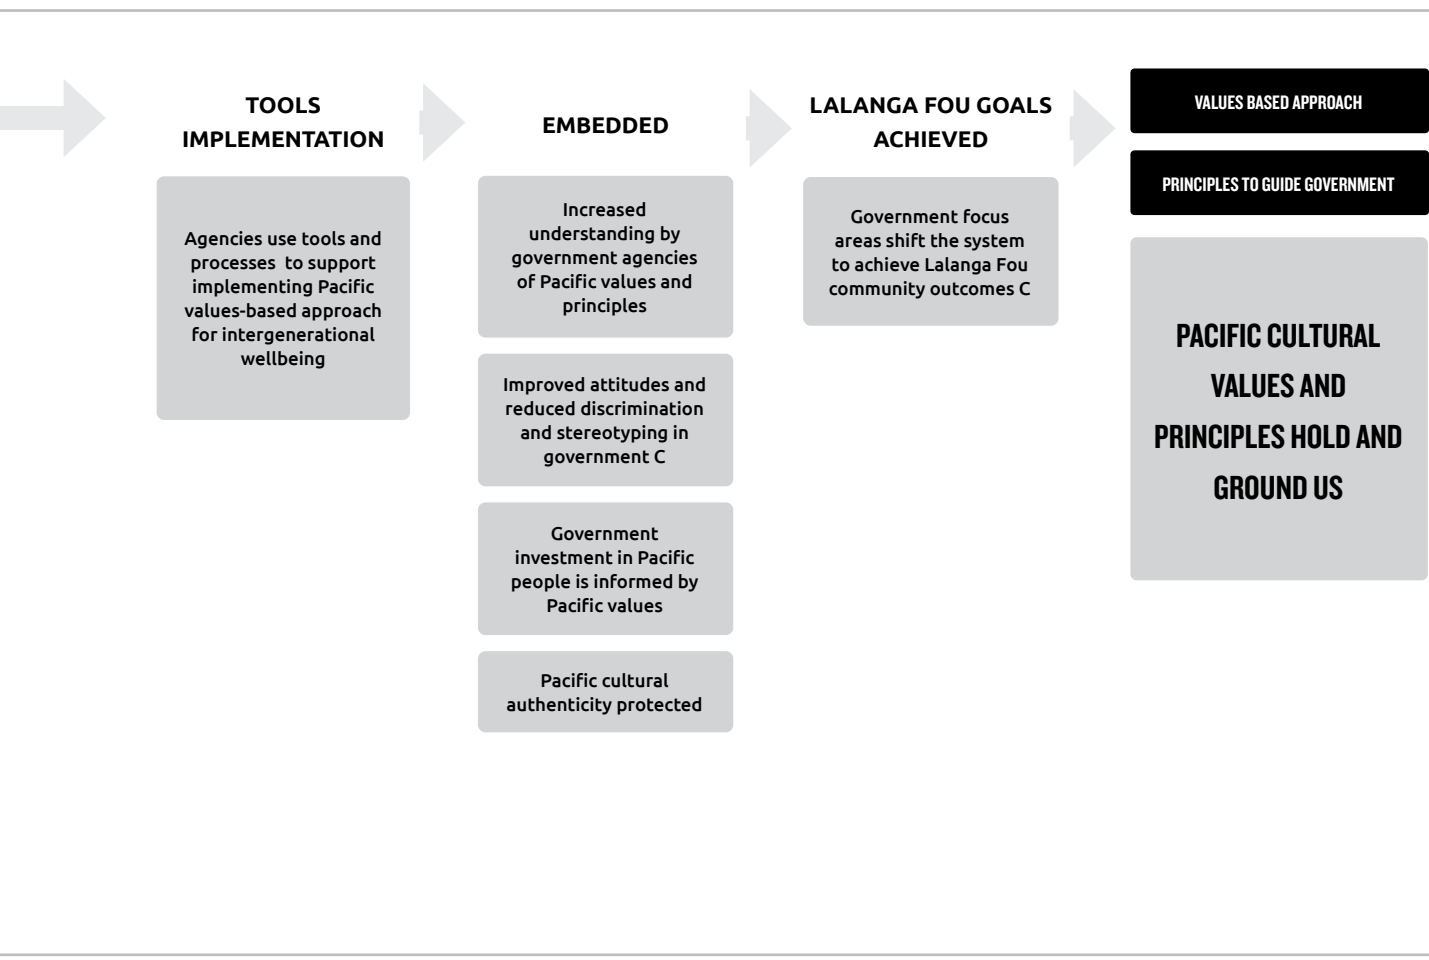 TOOLS
IMPLEMENTATION
Agencies use tools and
processes  to support
implementing Pacific
values-based approach
for intergenerational
wellbeing
EMBEDDED
Increased
understanding by
government agencies
of Pacific values and
principles
Improved attitudes and
reduced discrimination
and stereotyping in
government C
Government
investment in Pacific
people is informed by
Pacific values
Pacific cultural
authenticity protected
LALANGA FOU GOALS
ACHIEVED
Government focus
areas shift the system
to achieve Lalanga Fou
community outcomes C
VALUES BASED APPROACH
PRINCIPLES TO GUIDE GOVERNMENT
PACIFIC CULTURAL
VALUES AND
PRINCIPLES HOLD AND
GROUND US